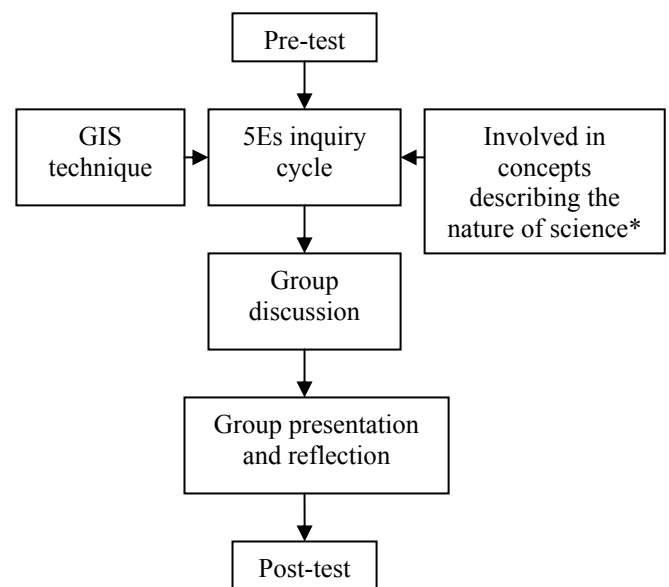 Pre-test
GIS
technique
5Es inquiry
cycle
Involved in
concepts
describing the
nature of science*
Group
discussion
Group presentation
and reflection
Post-test